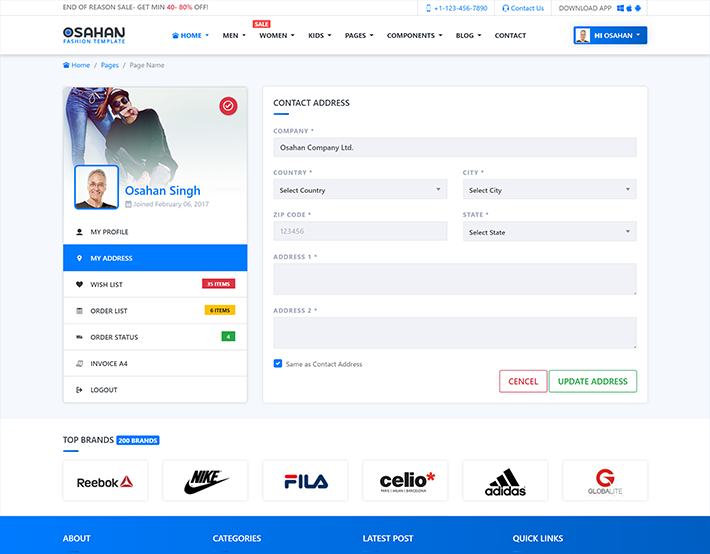 END OF REASON SALE- GET MIN 40- 80% OFF!
+1-123-456-7890 Contact Us DOWNLOAD APP
OSAHAN
FASHION TEMPLATE
HOME MEN WOMEN KIDS PAGES COMPONENTS BLOG CONTACT
SALE
HI OSAHAN
Home / Pages / Page Name
Osahan Singh
Joined February 06, 2017
MY PROFILE
MY ADDRESS
WISH LIST 35 ITEMS
ORDER LIST 6 ITEMS
ORDER STATUS 4
INVOICE A4
LOGOUT
CONTACT ADDRESS
COMPANY *
Osahan Company Ltd.
COUNTRY * CITY *
Select Country Select City
ZIP CODE * STATE *
123456 Select State
ADDRESS 1 *
ADDRESS 2 *
Same as Contact Address
CENCEL UPDATE ADDRESS
TOP BRANDS 200 BRANDS
Reebok NIKE FILA celio* adidas GLOBALITE
PARIS | MILAN | BARCELONA
ABOUT CATEGORIES LATEST POST QUICK LINKS